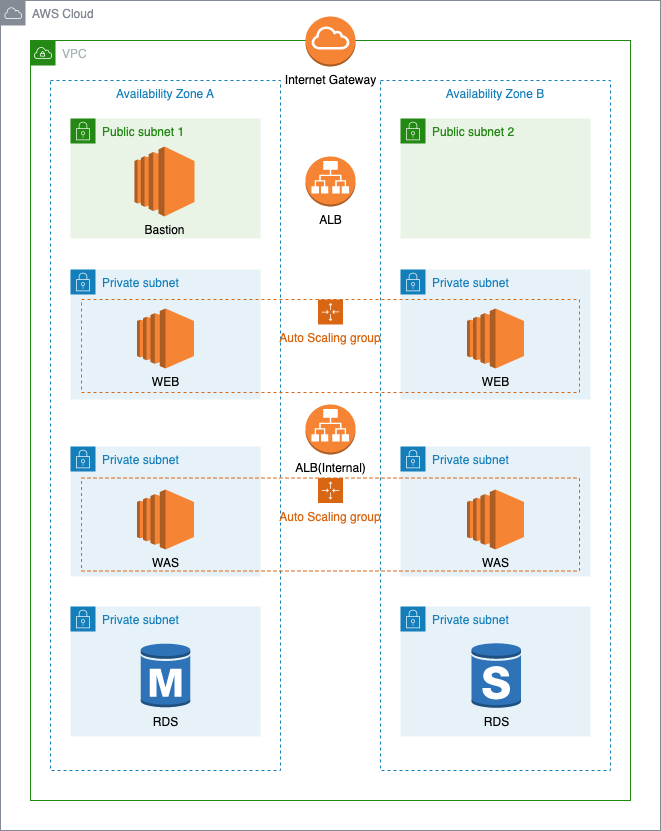 AWS Cloud
VPC
Internet Gateway
Availability Zone A
Availability Zone B
Public subnet 1
Public subnet 2
Bastion
ALB
Private subnet
Private subnet
Auto Scaling group
WEB
WEB
ALB(Internal)
Private subnet
Private subnet
Auto Scaling group
WAS
WAS
Private subnet
Private subnet
M
S
RDS
RDS